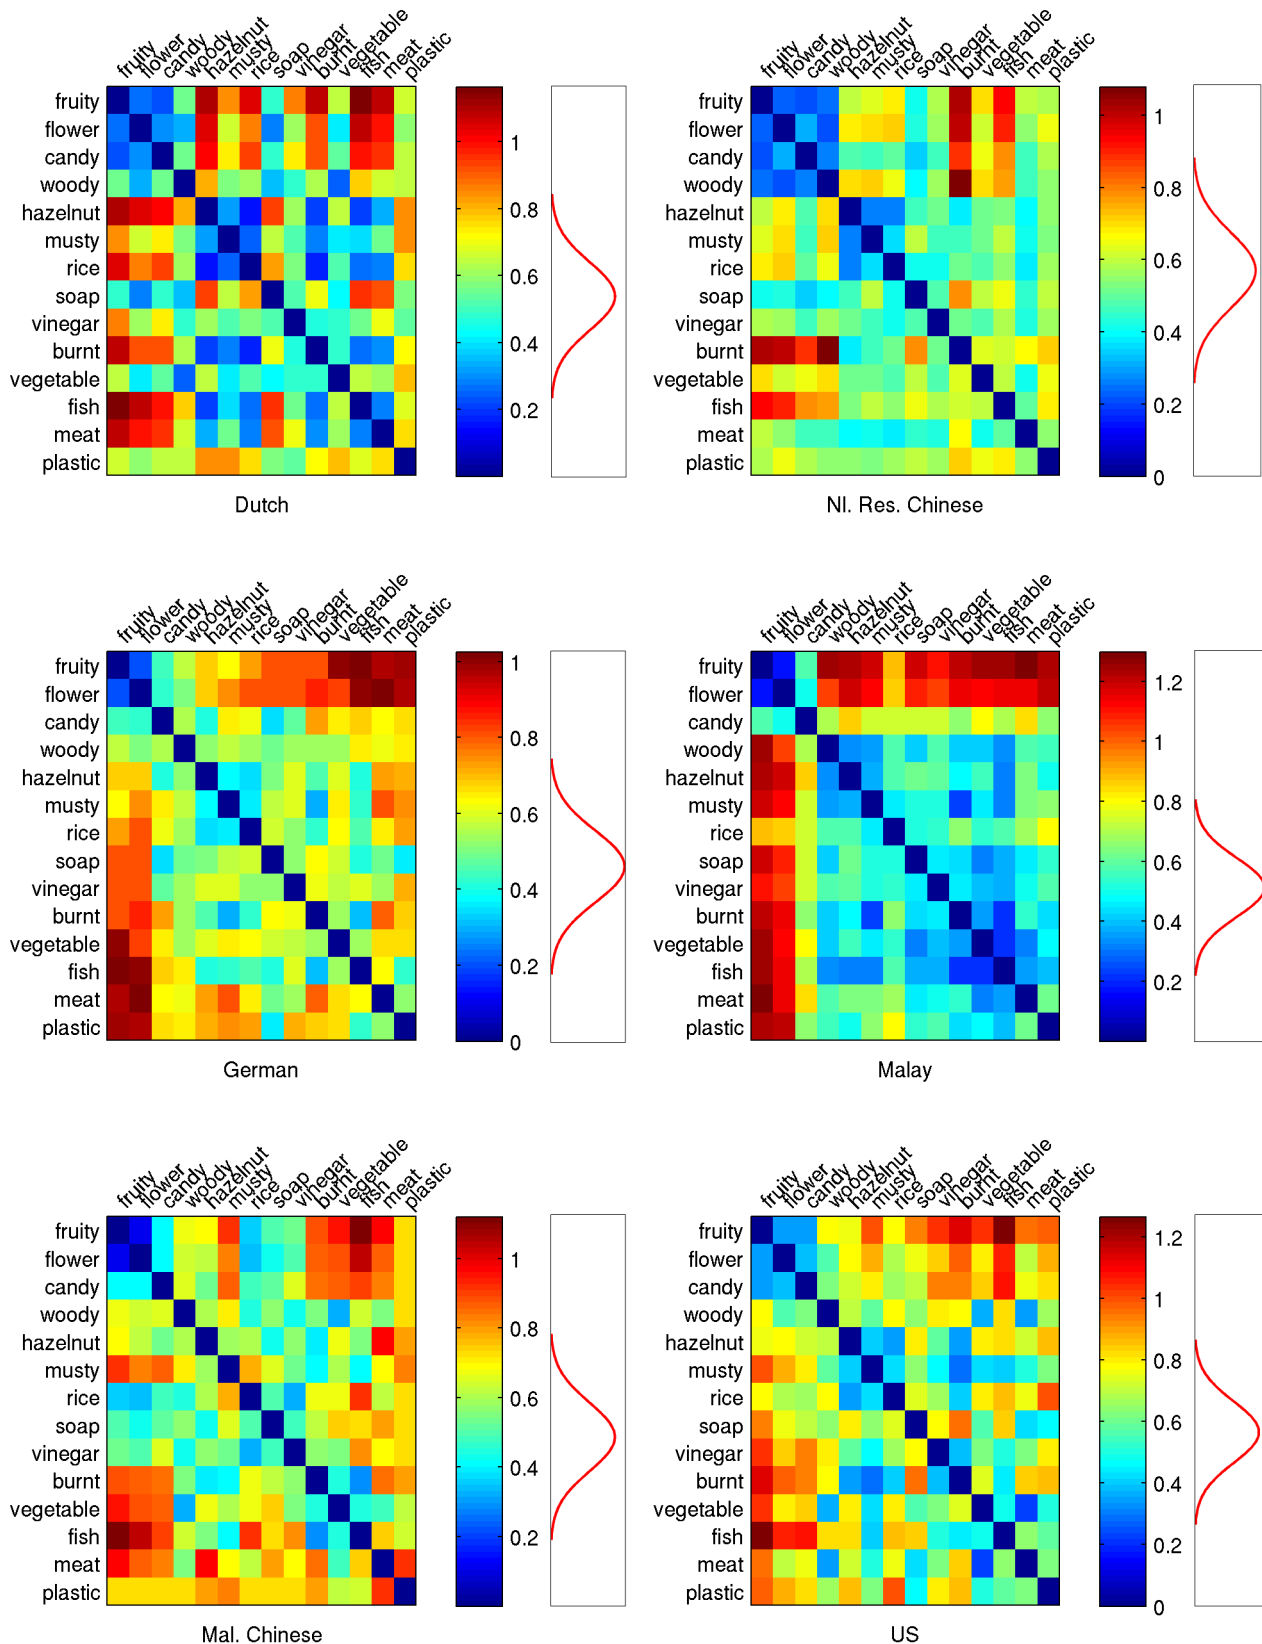 fruity flower candy woody hazelnut musty rice soap vinegar burnt vegetable fish meat plastic
fruity
flower
candy
woody
hazelnut
musty
rice
soap
vinegar
burnt
vegetable
fish
meat
plastic
1
0.8
0.6
0.4
0.2
Dutch
fruity flower candy woody hazelnut musty rice soap vinegar burnt vegetable fish meat plastic
fruity
flower
candy
woody
hazelnut
musty
rice
soap
vinegar
burnt
vegetable
fish
meat
plastic
1
0.8
0.6
0.4
0.2
0
Nl. Res. Chinese
fruity flower candy woody hazelnut musty rice soap vinegar burnt vegetable fish meat plastic
fruity
flower
candy
woody
hazelnut
musty
rice
soap
vinegar
burnt
vegetable
fish
meat
plastic
1
0.8
0.6
0.4
0.2
0
German
fruity flower candy woody hazelnut musty rice soap vinegar burnt vegetable fish meat plastic
fruity
flower
candy
woody
hazelnut
musty
rice
soap
vinegar
burnt
vegetable
fish
meat
plastic
1.2
1
0.8
0.6
0.4
0.2
Malay
fruity flower candy woody hazelnut musty rice soap vinegar burnt vegetable fish meat plastic
fruity
flower
candy
woody
hazelnut
musty
rice
soap
vinegar
burnt
vegetable
fish
meat
plastic
1
0.8
0.6
0.4
0.2
Mal. Chinese
fruity flower candy woody hazelnut musty rice soap vinegar burnt vegetable fish meat plastic
fruity
flower
candy
woody
hazelnut
musty
rice
soap
vinegar
burnt
vegetable
fish
meat
plastic
1.2
1
0.8
0.6
0.4
0.2
0
US